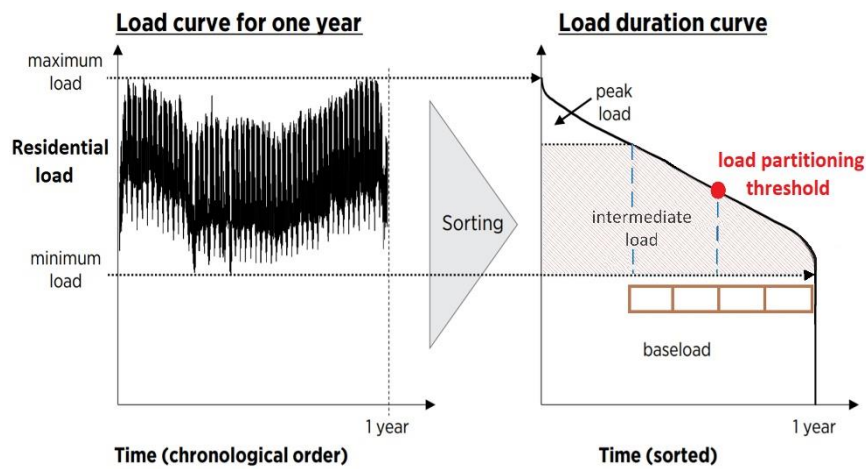 Load curve for one year
maximum
load
Residential
load
minimum
load
1 year
Time (chronological order)
Sorting
Load duration curve
peak
load
load partitioning
threshold
intermediate
load
baseload
1 year
Time (sorted)